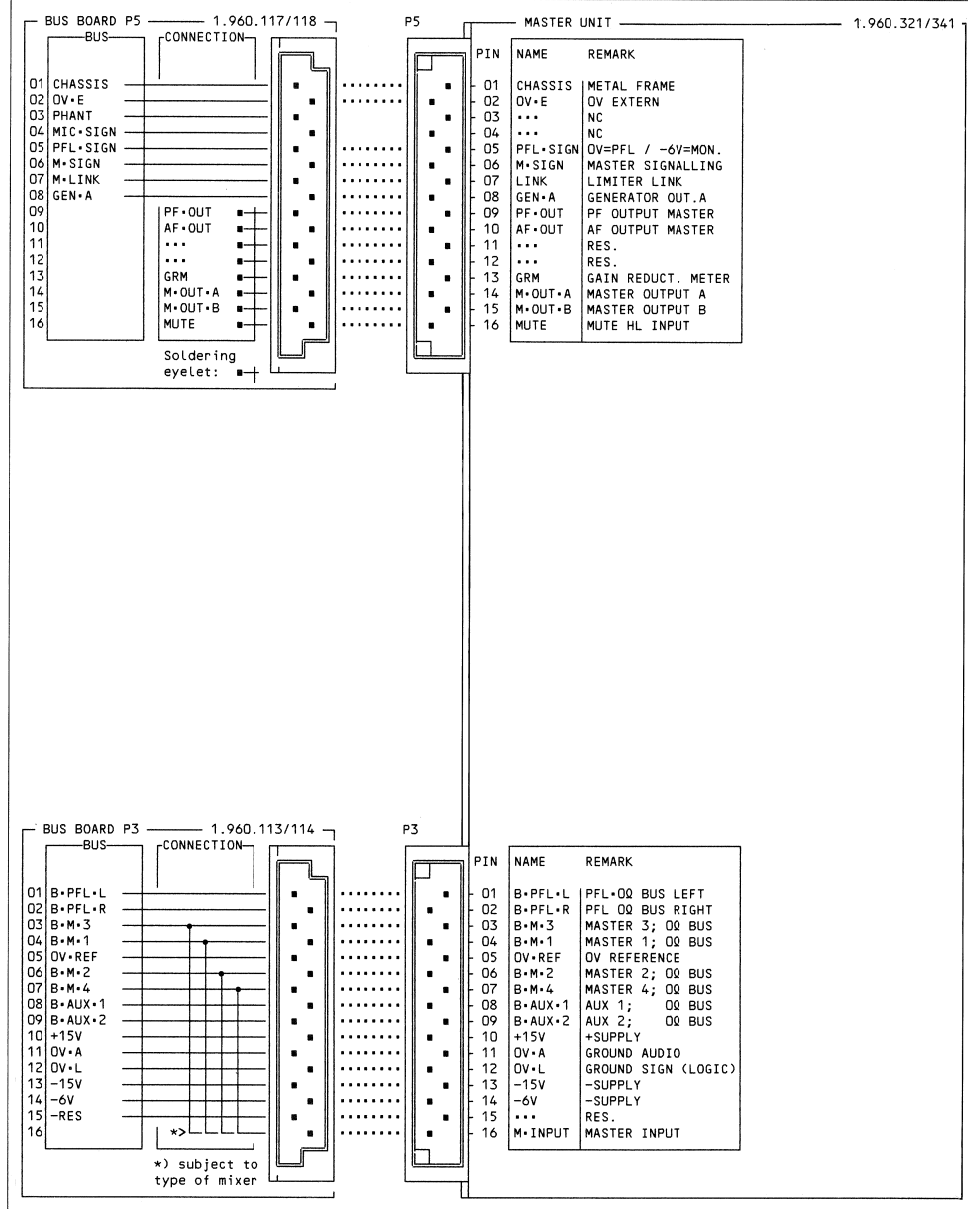 BUS BOARD P5 1.960.117/118 P5 MASTER UNIT 1.960.321/341
BUS CONNECTION
PIN NAME REMARK
01 CHASSIS 01 CHASSIS METAL FRAME
02 0V▪E 02 0V▪E 0V EXTERN
03 PHANT 03 ▪▪▪ NC
04 MIC▪SIGN 04 ▪▪▪ NC
05 PFL▪SIGN 05 PFL▪SIGN 0V=PFL / -6V=MON.
06 M▪SIGN 06 M▪SIGN MASTER SIGNALLING
07 M▪LINK 07 LINK LIMITER LINK
08 GEN▪A 08 GEN▪A GENERATOR OUT.A
09 PF▪OUT 09 PF▪OUT PF OUTPUT MASTER
10 AF▪OUT 10 AF▪OUT AF OUTPUT MASTER
11 ▪▪▪ 11 ▪▪▪ RES.
12 ▪▪▪ 12 ▪▪▪ RES.
13 GRM 13 GRM GAIN REDUCT. METER
14 M▪OUT▪A 14 M▪OUT▪A MASTER OUTPUT A
15 M▪OUT▪B 15 M▪OUT▪B MASTER OUTPUT B
16 MUTE 16 MUTE MUTE HL INPUT
Soldering
eyelet:
BUS BOARD P3 1.960.113/114 P3
BUS CONNECTION
PIN NAME REMARK
01 B▪PFL▪L 01 B▪PFL▪L PFL▪0Ω BUS LEFT
02 B▪PFL▪R 02 B▪PFL▪R PFL 0Ω BUS RIGHT
03 B▪M▪3 03 B▪M▪3 MASTER 3; 0Ω BUS
04 B▪M▪1 04 B▪M▪1 MASTER 1; 0Ω BUS
05 0V▪REF 05 0V▪REF 0V REFERENCE
06 B▪M▪2 06 B▪M▪2 MASTER 2; 0Ω BUS
07 B▪M▪4 07 B▪M▪4 MASTER 4; 0Ω BUS
08 B▪AUX▪1 08 B▪AUX▪1 AUX 1; 0Ω BUS
09 B▪AUX▪2 09 B▪AUX▪2 AUX 2; 0Ω BUS
10 +15V 10 +15V +SUPPLY
11 0V▪A 11 0V▪A GROUND AUDIO
12 0V▪L 12 0V▪L GROUND SIGN (LOGIC)
13 -15V 13 -15V -SUPPLY
14 -6V 14 -6V -SUPPLY
15 -RES 15 ▪▪▪ RES.
16 *> 16 M▪INPUT MASTER INPUT
*) subject to
type of mixer